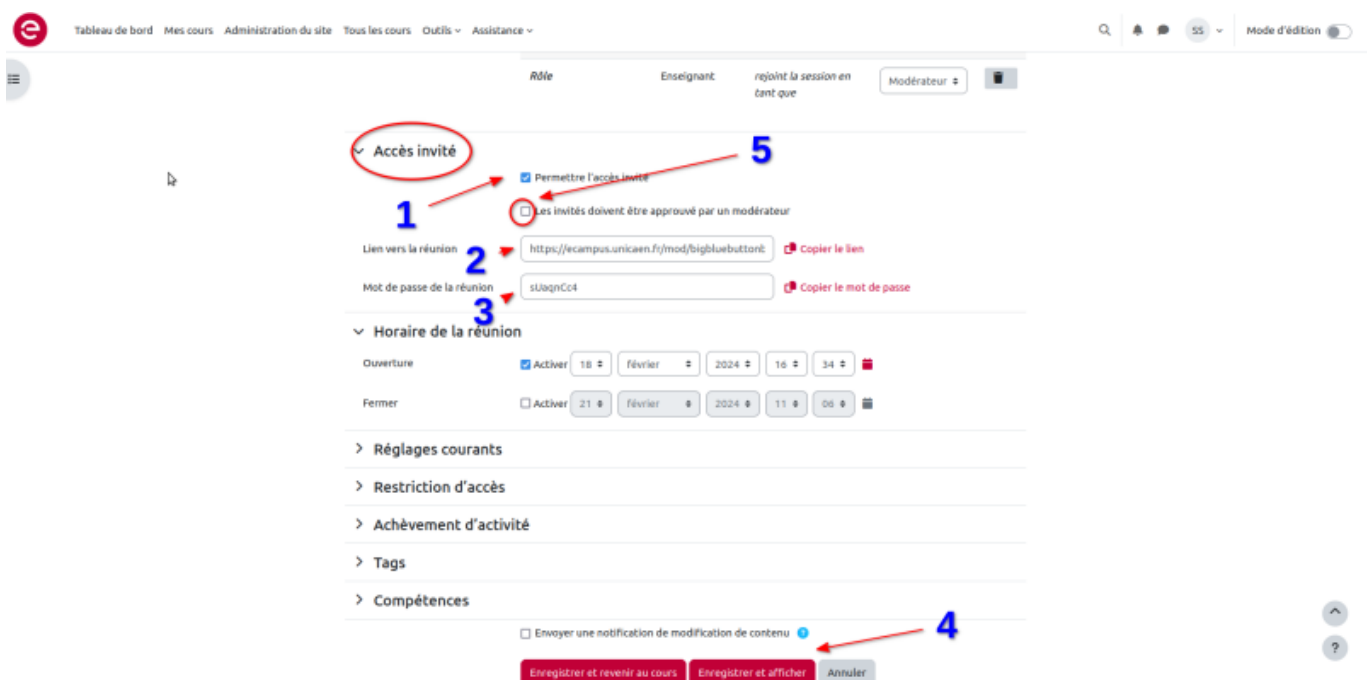 Tableau de bord Mes cours Administration du site Tous les cours Outils Assistance SS Mode d'édition
Rôle Enseignant rejoint la session en tant que Modérateur
Accès invité
5
Permettre l'accès invité
1
Les invités doivent être approuvé par un modérateur
Lien vers la réunion 2 https://ecampus.unicaen.fr/mod/bigbluebuttonb Copier le lien
Mot de passe de la réunion sUaqnCc4 Copier le mot de passe
3
Horaire de la réunion
Ouverture Activer 18 février 2024 16 34
Fermer Activer 21 février 2024 11 06
Réglages courants
Restriction d'accès
Achèvement d'activité
Tags
Compétences
4
Envoyer une notification de modification de contenu ?
?
Enregistrer et revenir au cours Enregistrer et afficher Annuler